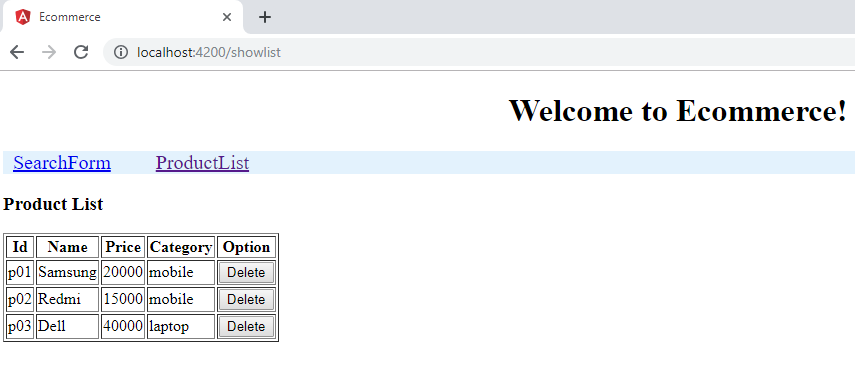 Ecommerce
localhost:4200/showlist
Welcome to Ecommerce!
SearchForm ProductList
Product List
Id Name Price Category Option
p01 Samsung 20000 mobile Delete
p02 Redmi 15000 mobile Delete
p03 Dell 40000 laptop Delete